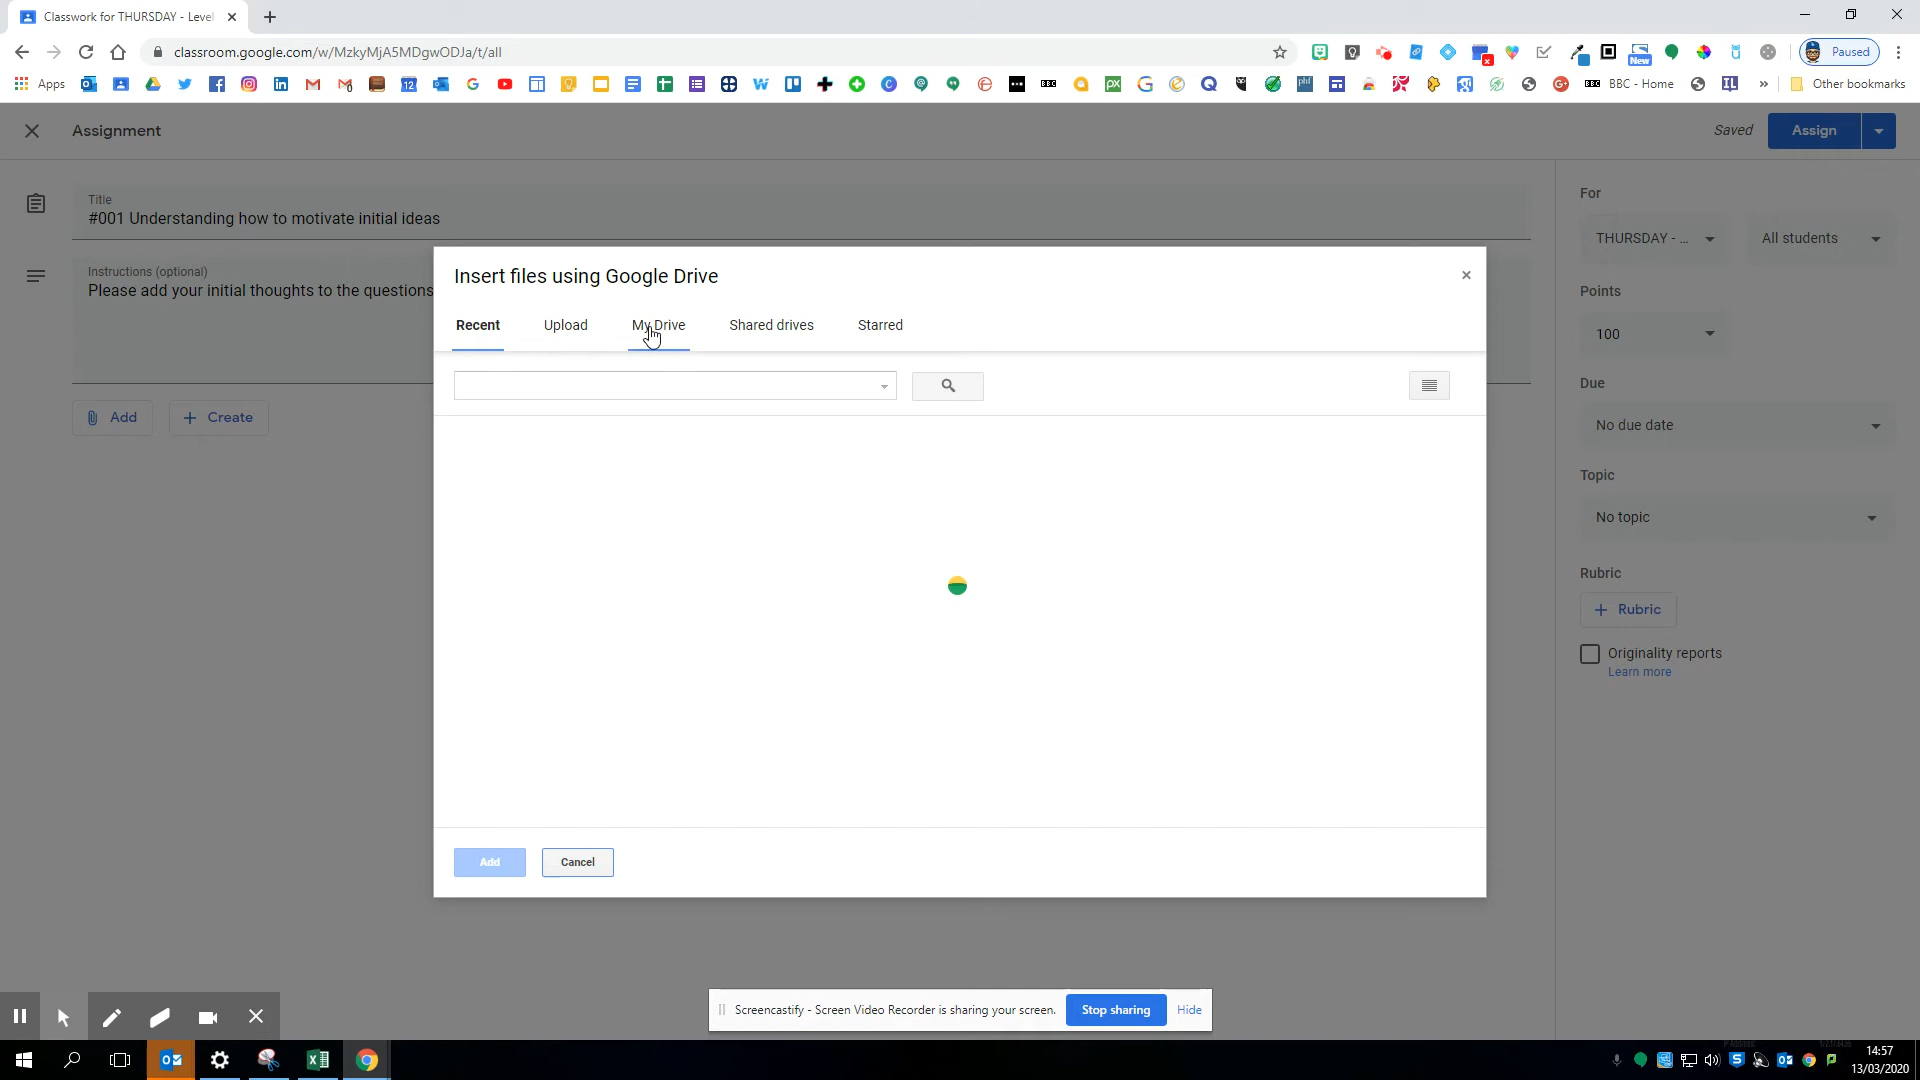 Classwork for THURSDAY - Level
classroom.google.com/w/MzkyMjA5MDgwODJa/t/all
New
Paused
Apps
12
BBC
BBC - Home
Other bookmarks
Assignment
Saved
Assign
Title
#001 Understanding how to motivate initial ideas
Instructions (optional)
Please add your initial thoughts to the questions
Add
Create
For
THURSDAY - ...
All students
Points
100
Due
No due date
Topic
No topic
Rubric
Rubric
Originality reports
Learn more
Insert files using Google Drive
Recent
Upload
My Drive
Shared drives
Starred
Add
Cancel
Screencastify - Screen Video Recorder is sharing your screen.
Stop sharing
Hide
14:57
13/03/2020